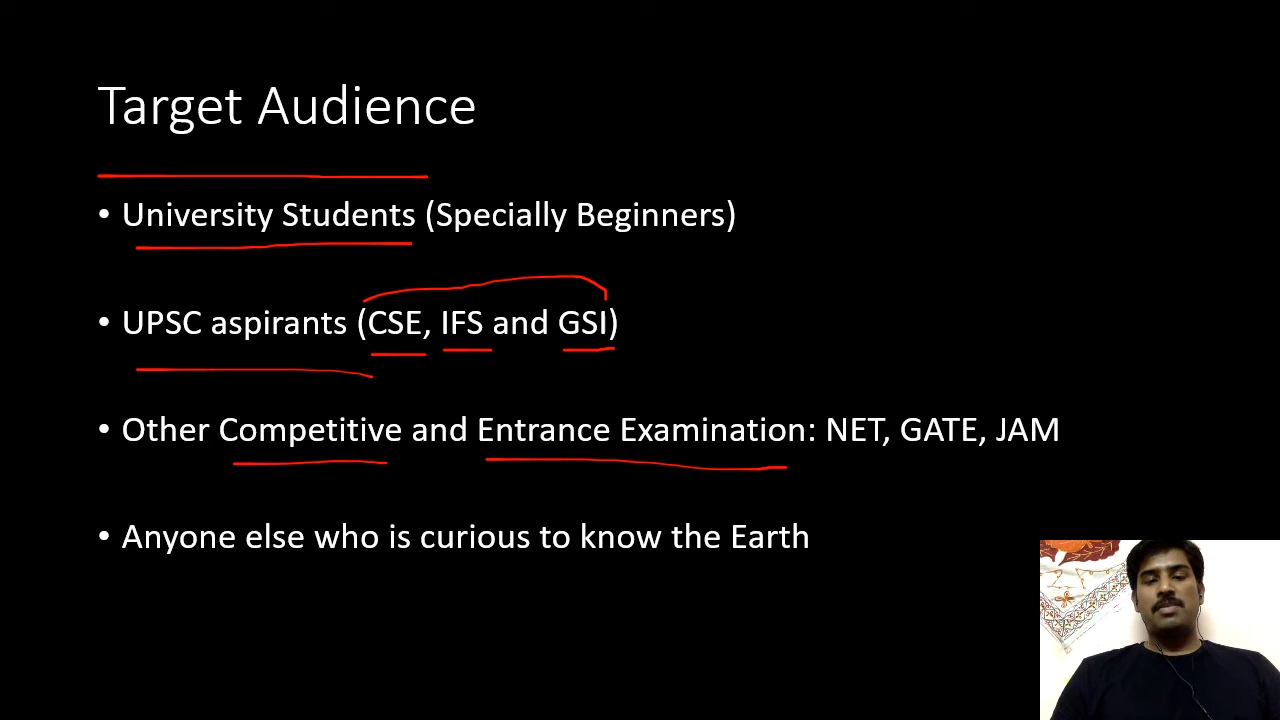 Target Audience
• University Students (Specially Beginners)
• UPSC aspirants (CSE, IFS and GSI)
• Other Competitive and Entrance Examination: NET, GATE, JAM
• Anyone else who is curious to know the Earth